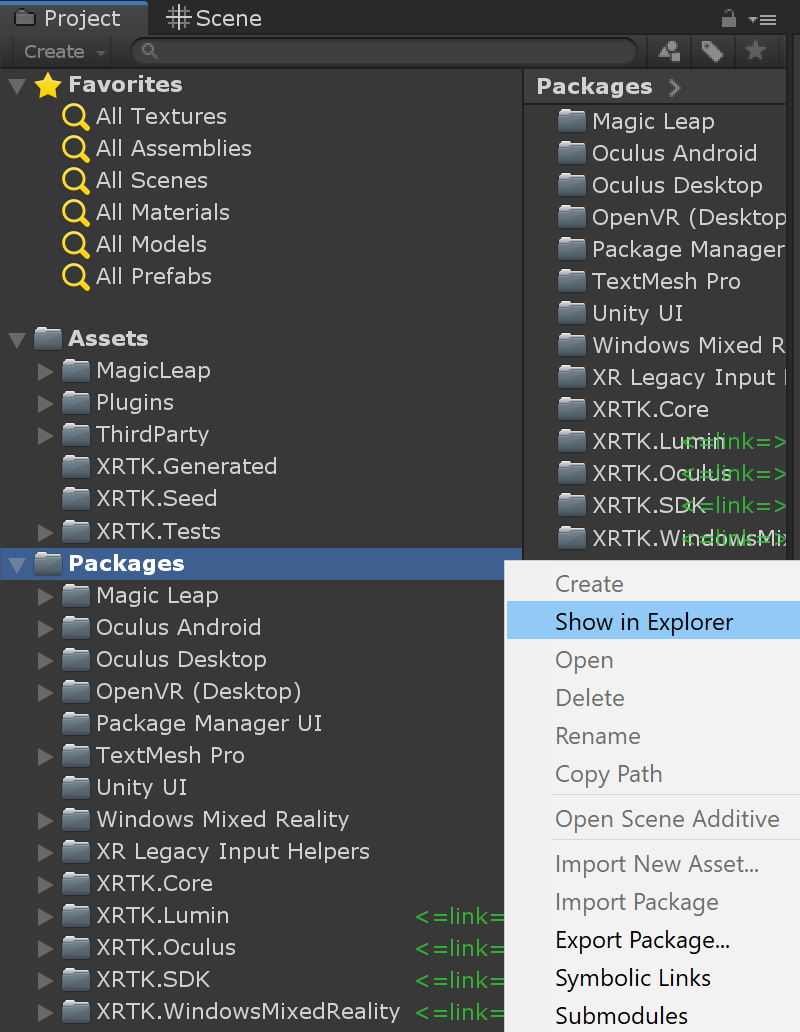 Project
Scene
Create
Favorites
All Textures
All Assemblies
All Scenes
All Materials
All Models
All Prefabs
Assets
MagicLeap
Plugins
ThirdParty
XRTK.Generated
XRTK.Seed
XRTK.Tests
Packages
Magic Leap
Oculus Android
Oculus Desktop
OpenVR (Desktop)
Package Manager UI
TextMesh Pro
Unity UI
Windows Mixed Reality
XR Legacy Input Helpers
XRTK.Core
XRTK.Lumin <=link=
XRTK.Oculus <=link=
XRTK.SDK <=link=
XRTK.WindowsMixedReality <=link=
Packages
Magic Leap
Oculus Android
Oculus Desktop
OpenVR (Desktop
Package Manager
TextMesh Pro
Unity UI
Windows Mixed R
XR Legacy Input
XRTK.Core
XRTK.Lumin <=link=>
XRTK.Oculus <=link=>
XRTK.SDK <=link=>
XRTK.WindowsMix <=link=>
Create
Show in Explorer
Open
Delete
Rename
Copy Path
Open Scene Additive
Import New Asset...
Import Package
Export Package...
Symbolic Links
Submodules